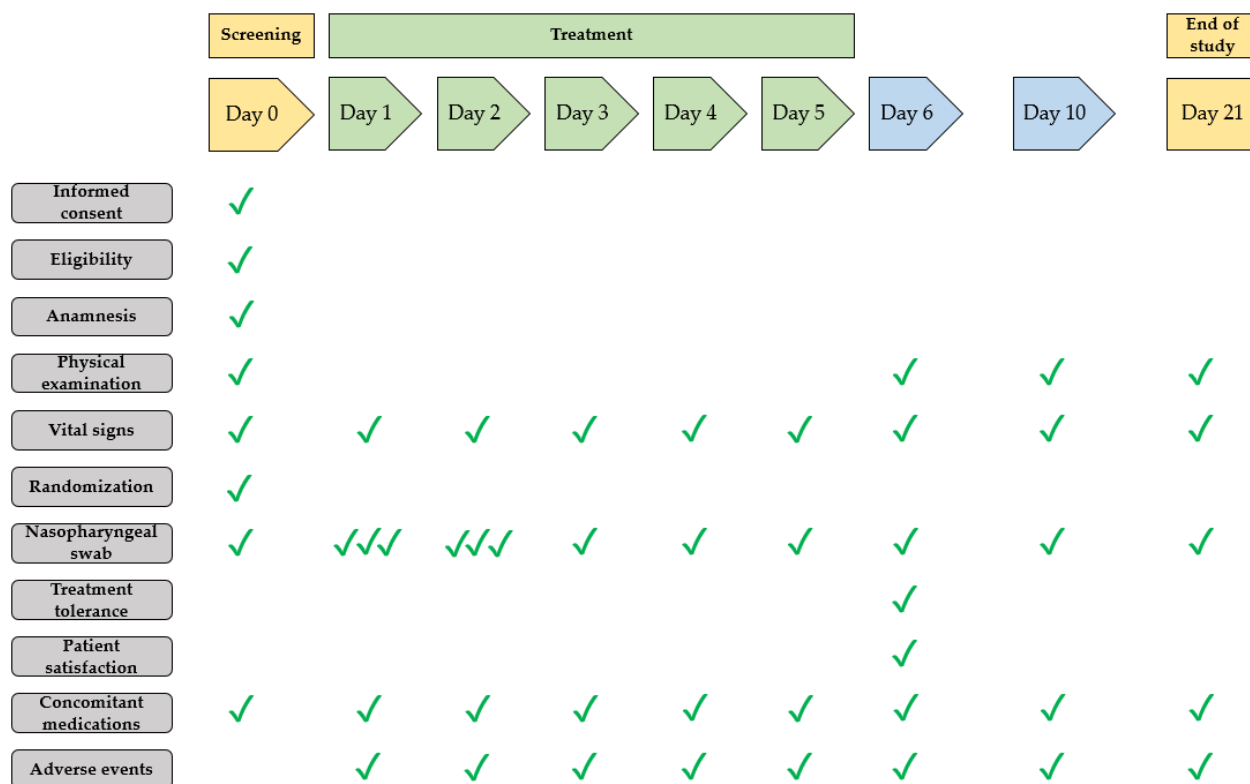 Screening
Treatment
End of
study
Day 0
Day 1
Day 2
Day 3
Day 4
Day 5
Day 6
Day 10
Day 21
Informed
consent
Eligibility
Anamnesis
Physical
examination
Vital signs
Randomization
Nasopharyngeal
swab
Treatment
tolerance
Patient
satisfaction
Concomitant
medications
Adverse events